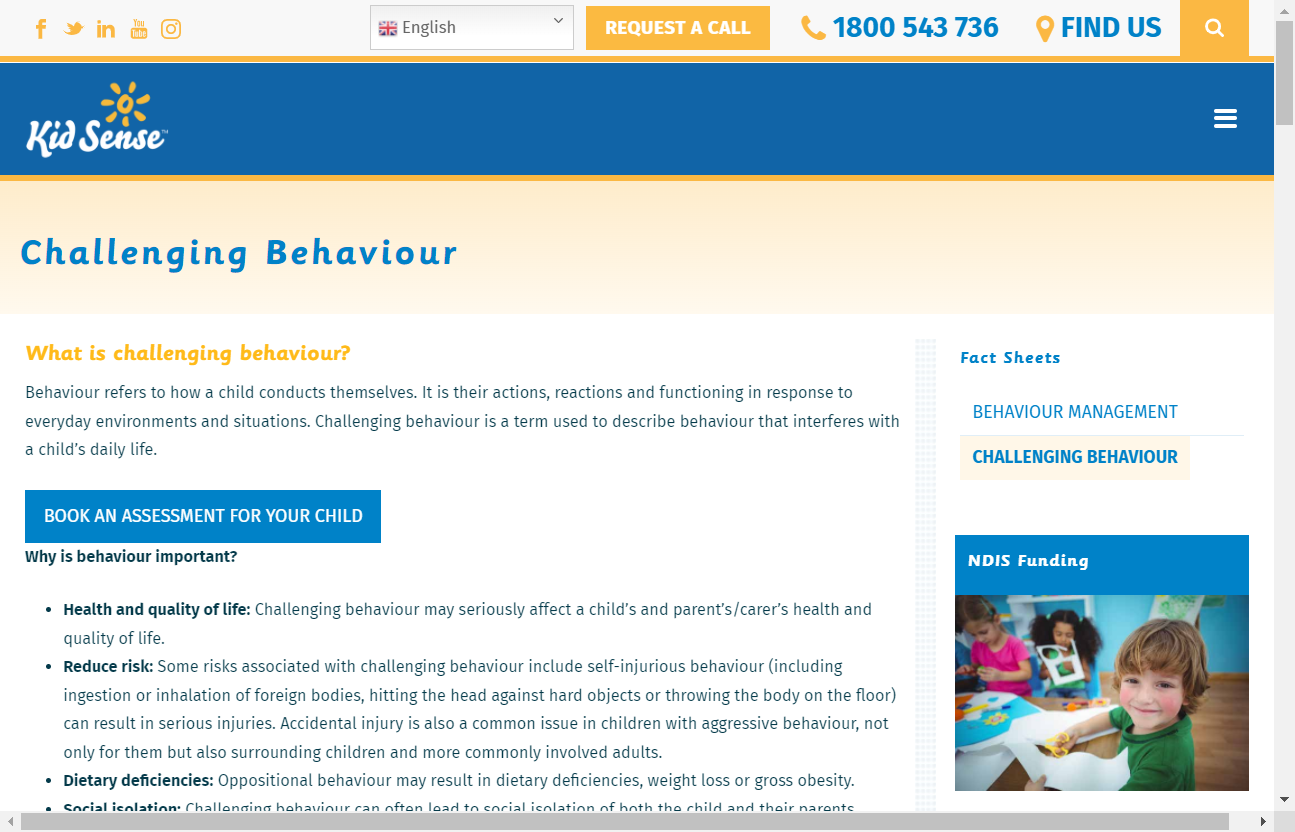 English
REQUEST A CALL
1800 543 736
FIND US
Kid Sense™
Challenging Behaviour
What is challenging behaviour?
Behaviour refers to how a child conducts themselves. It is their actions, reactions and functioning in response to
everyday environments and situations. Challenging behaviour is a term used to describe behaviour that interferes with
a child's daily life.
BOOK AN ASSESSMENT FOR YOUR CHILD
Why is behaviour important?
• Health and quality of life: Challenging behaviour may seriously affect a child's and parent's/carer's health and
quality of life.
• Reduce risk: Some risks associated with challenging behaviour include self-injurious behaviour (including
ingestion or inhalation of foreign bodies, hitting the head against hard objects or throwing the body on the floor)
can result in serious injuries. Accidental injury is also a common issue in children with aggressive behaviour, not
only for them but also surrounding children and more commonly involved adults.
• Dietary deficiencies: Oppositional behaviour may result in dietary deficiencies, weight loss or gross obesity.
• Social isolation: Challenging behaviour can often lead to social isolation of both the child and their parents
Fact Sheets
BEHAVIOUR MANAGEMENT
CHALLENGING BEHAVIOUR
NDIS Funding